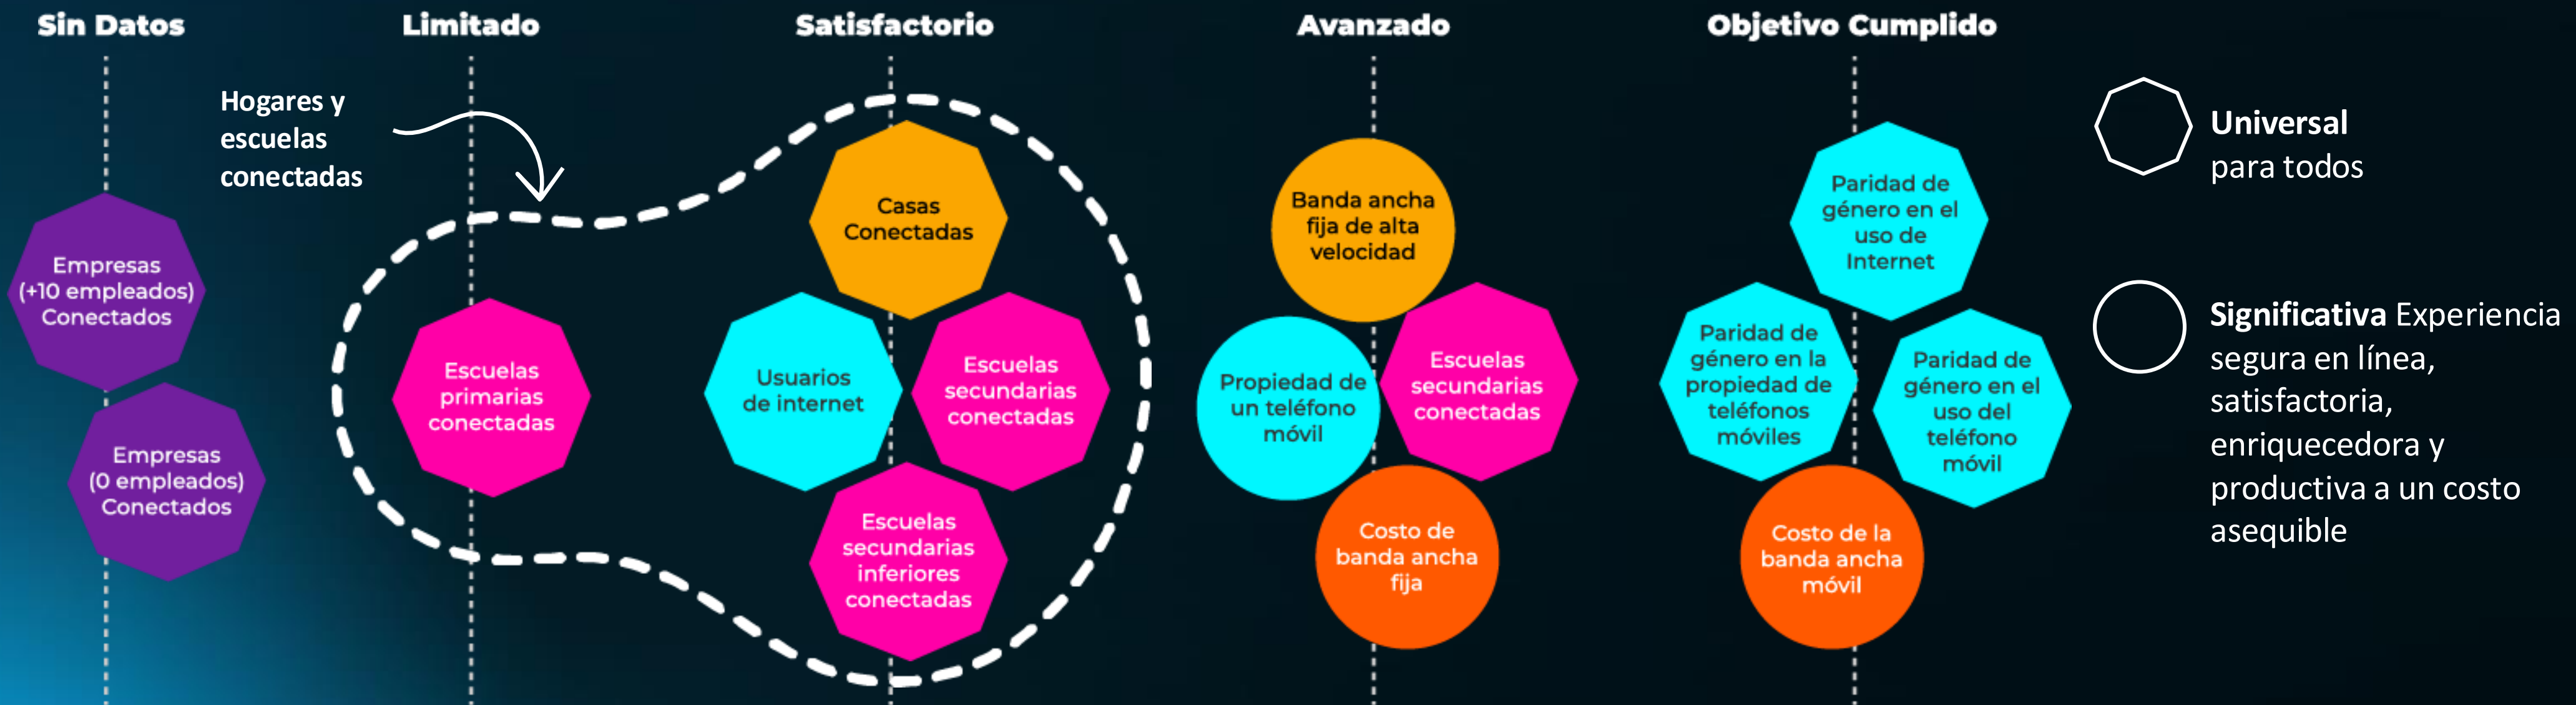 Sin Datos
Limitado
Satisfactorio
Avanzado
Objetivo Cumplido
Hogares y
escuelas
conectadas
Empresas
(+10 empleados)
Conectados
Empresas
(0 empleados)
Conectados
Escuelas
primarias
conectadas
Casas
Conectadas
Usuarios
de internet
Escuelas
secundarias
conectadas
Escuelas
secundarias
inferiores
conectadas
Banda ancha
fija de alta
velocidad
Propiedad de
un teléfono
móvil
Escuelas
secundarias
conectadas
Costo de
banda ancha
fija
Paridad de
género en el
uso de
Internet
Paridad de
género en la
propiedad de
teléfonos
móviles
Paridad de
género en el
uso del
teléfono
móvil
Costo de la
banda ancha
móvil
Universal
para todos
Significativa Experiencia
segura en línea,
satisfactoria,
enriquecedora y
productiva a un costo
asequible